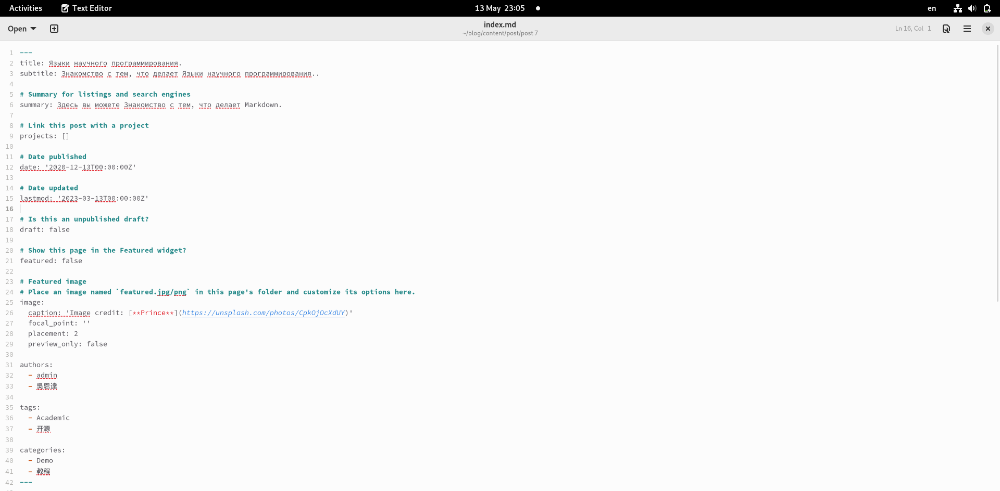 Activities Text Editor 13 May 23:05 en
Open index.md Ln 16, Col 1
~/blog/content/post/post 7
1 ---
2 title: Языки научного программирования.
3 subtitle: Знакомство с тем, что делает Языки научного программирования..
4
5 # Summary for listings and search engines
6 summary: Здесь вы можете Знакомство с тем, что делает Markdown.
7
8 # Link this post with a project
9 projects: []
10
11 # Date published
12 date: '2020-12-13T00:00:00Z'
13
14 # Date updated
15 lastmod: '2023-03-13T00:00:00Z'
16
17 # Is this an unpublished draft?
18 draft: false
19
20 # Show this page in the Featured widget?
21 featured: false
22
23 # Featured image
24 # Place an image named `featured.jpg/png` in this page's folder and customize its options here.
25 image:
26 caption: 'Image credit: [**Prince**](https://unsplash.com/photos/CpkOjOcXdUY)'
27 focal_point: ''
28 placement: 2
29 preview_only: false
30
31 authors:
32 - admin
33 - 吳恩達
34
35 tags:
36 - Academic
37 - 开源
38
39 categories:
40 - Demo
41 - 教程
42 ---